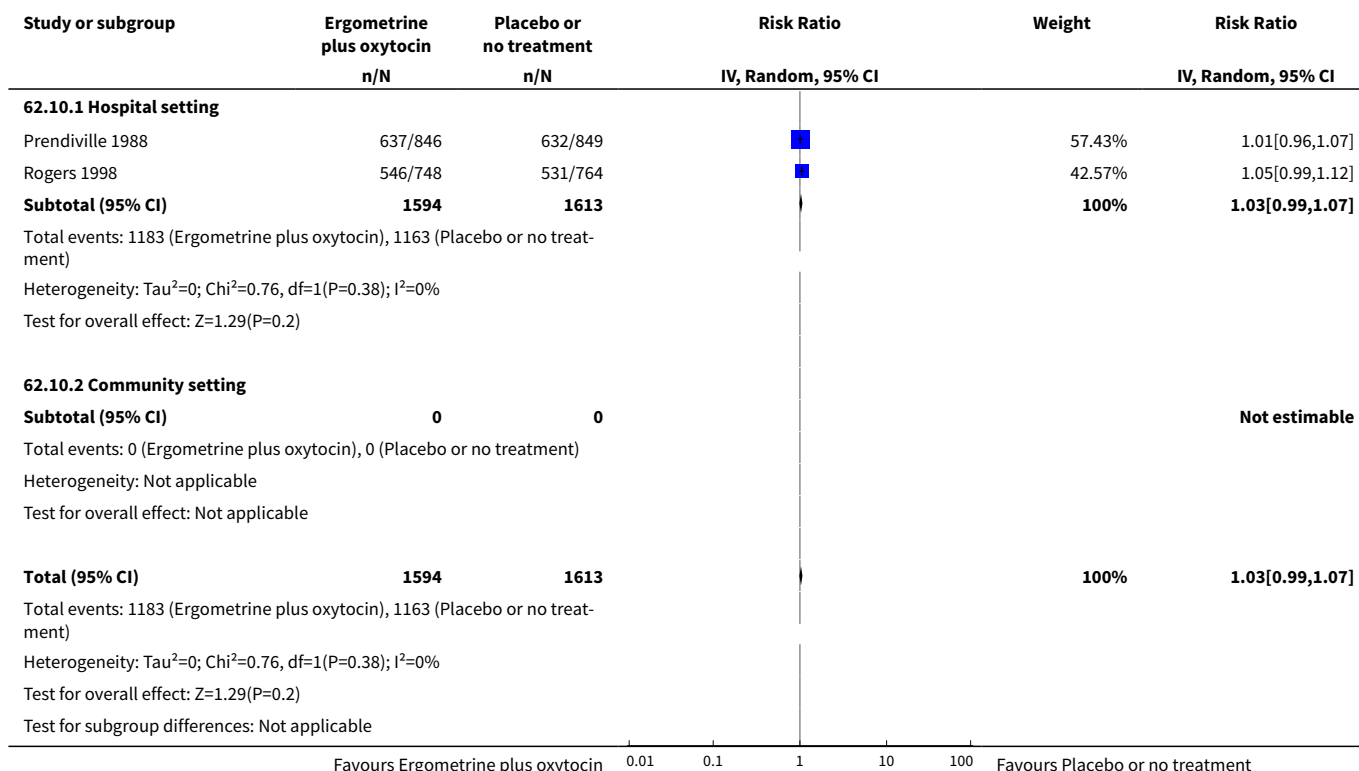 Study or subgroup Ergometrine plus oxytocin Placebo or no treatment Risk Ratio Weight Risk Ratio
n/N n/N IV, Random, 95% CI IV, Random, 95% CI
62.10.1 Hospital setting
Prendiville 1988 637/846 632/849 57.43% 1.01[0.96,1.07]
Rogers 1998 546/748 531/764 42.57% 1.05[0.99,1.12]
Subtotal (95% CI) 1594 1613 100% 1.03[0.99,1.07]
Total events: 1183 (Ergometrine plus oxytocin), 1163 (Placebo or no treat-
ment)
Heterogeneity: Tau²=0; Chi²=0.76, df=1(P=0.38); I²=0%
Test for overall effect: Z=1.29(P=0.2)
62.10.2 Community setting
Subtotal (95% CI) 0 0 Not estimable
Total events: 0 (Ergometrine plus oxytocin), 0 (Placebo or no treatment)
Heterogeneity: Not applicable
Test for overall effect: Not applicable
Total (95% CI) 1594 1613 100% 1.03[0.99,1.07]
Total events: 1183 (Ergometrine plus oxytocin), 1163 (Placebo or no treat-
ment)
Heterogeneity: Tau²=0; Chi²=0.76, df=1(P=0.38); I²=0%
Test for overall effect: Z=1.29(P=0.2)
Test for subgroup differences: Not applicable
Favours Ergometrine plus oxytocin 0.01 0.1 1 10 100 Favours Placebo or no treatment